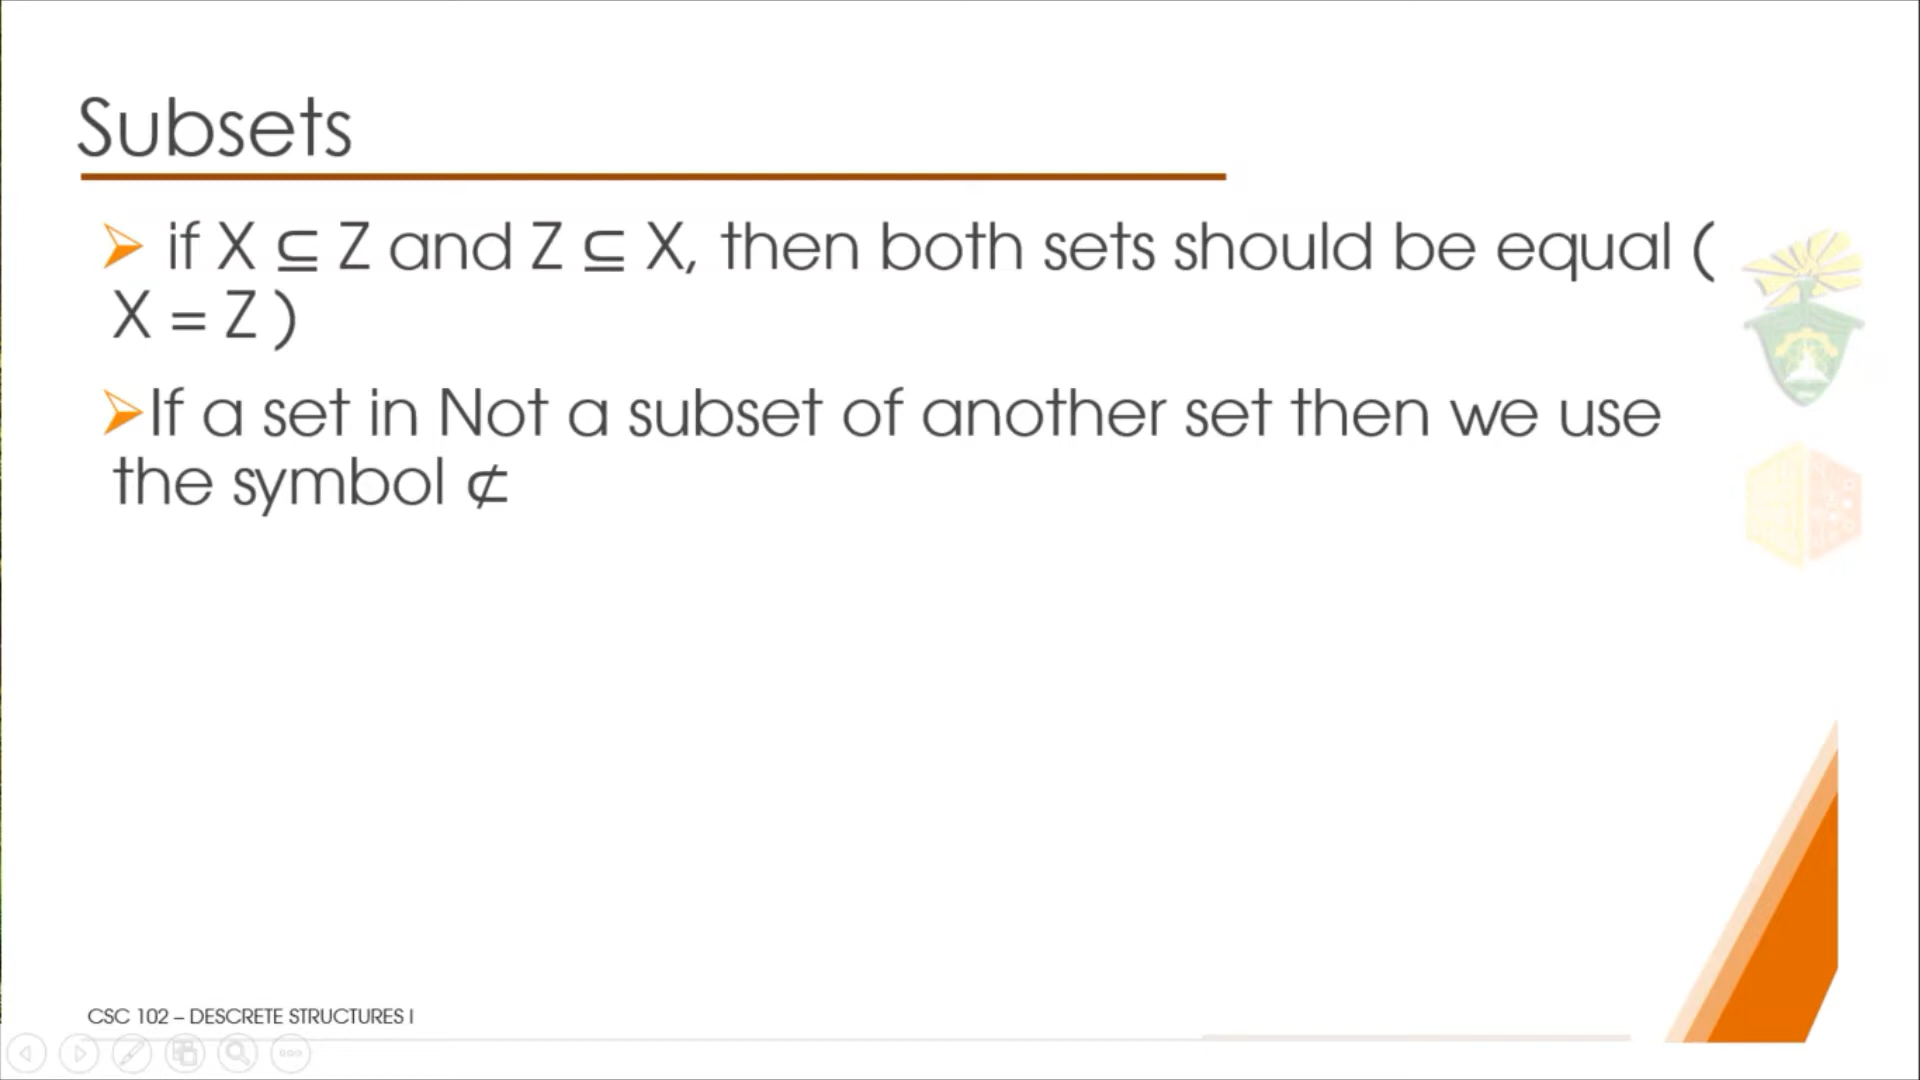 Subsets
if X ⊆ Z and Z ⊆ X, then both sets should be equal (
X = Z )
If a set in Not a subset of another set then we use
the symbol ⊄
CSC 102 – DESCRETE STRUCTURES I